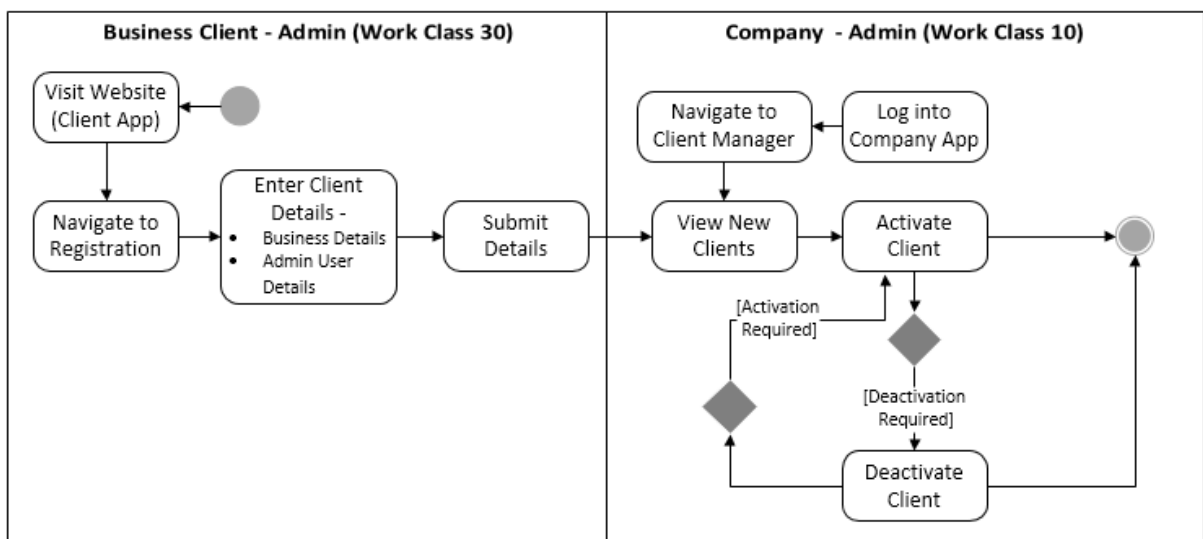 Business Client - Admin (Work Class 30)
Visit Website
(Client App)
Navigate to
Registration
Enter Client
Details -
• Business Details
• Admin User
Details
Submit
Details
Company - Admin (Work Class 10)
Navigate to
Client Manager
Log into
Company App
View New
Clients
Activate
Client
[Activation
Required]
[Deactivation
Required]
Deactivate
Client